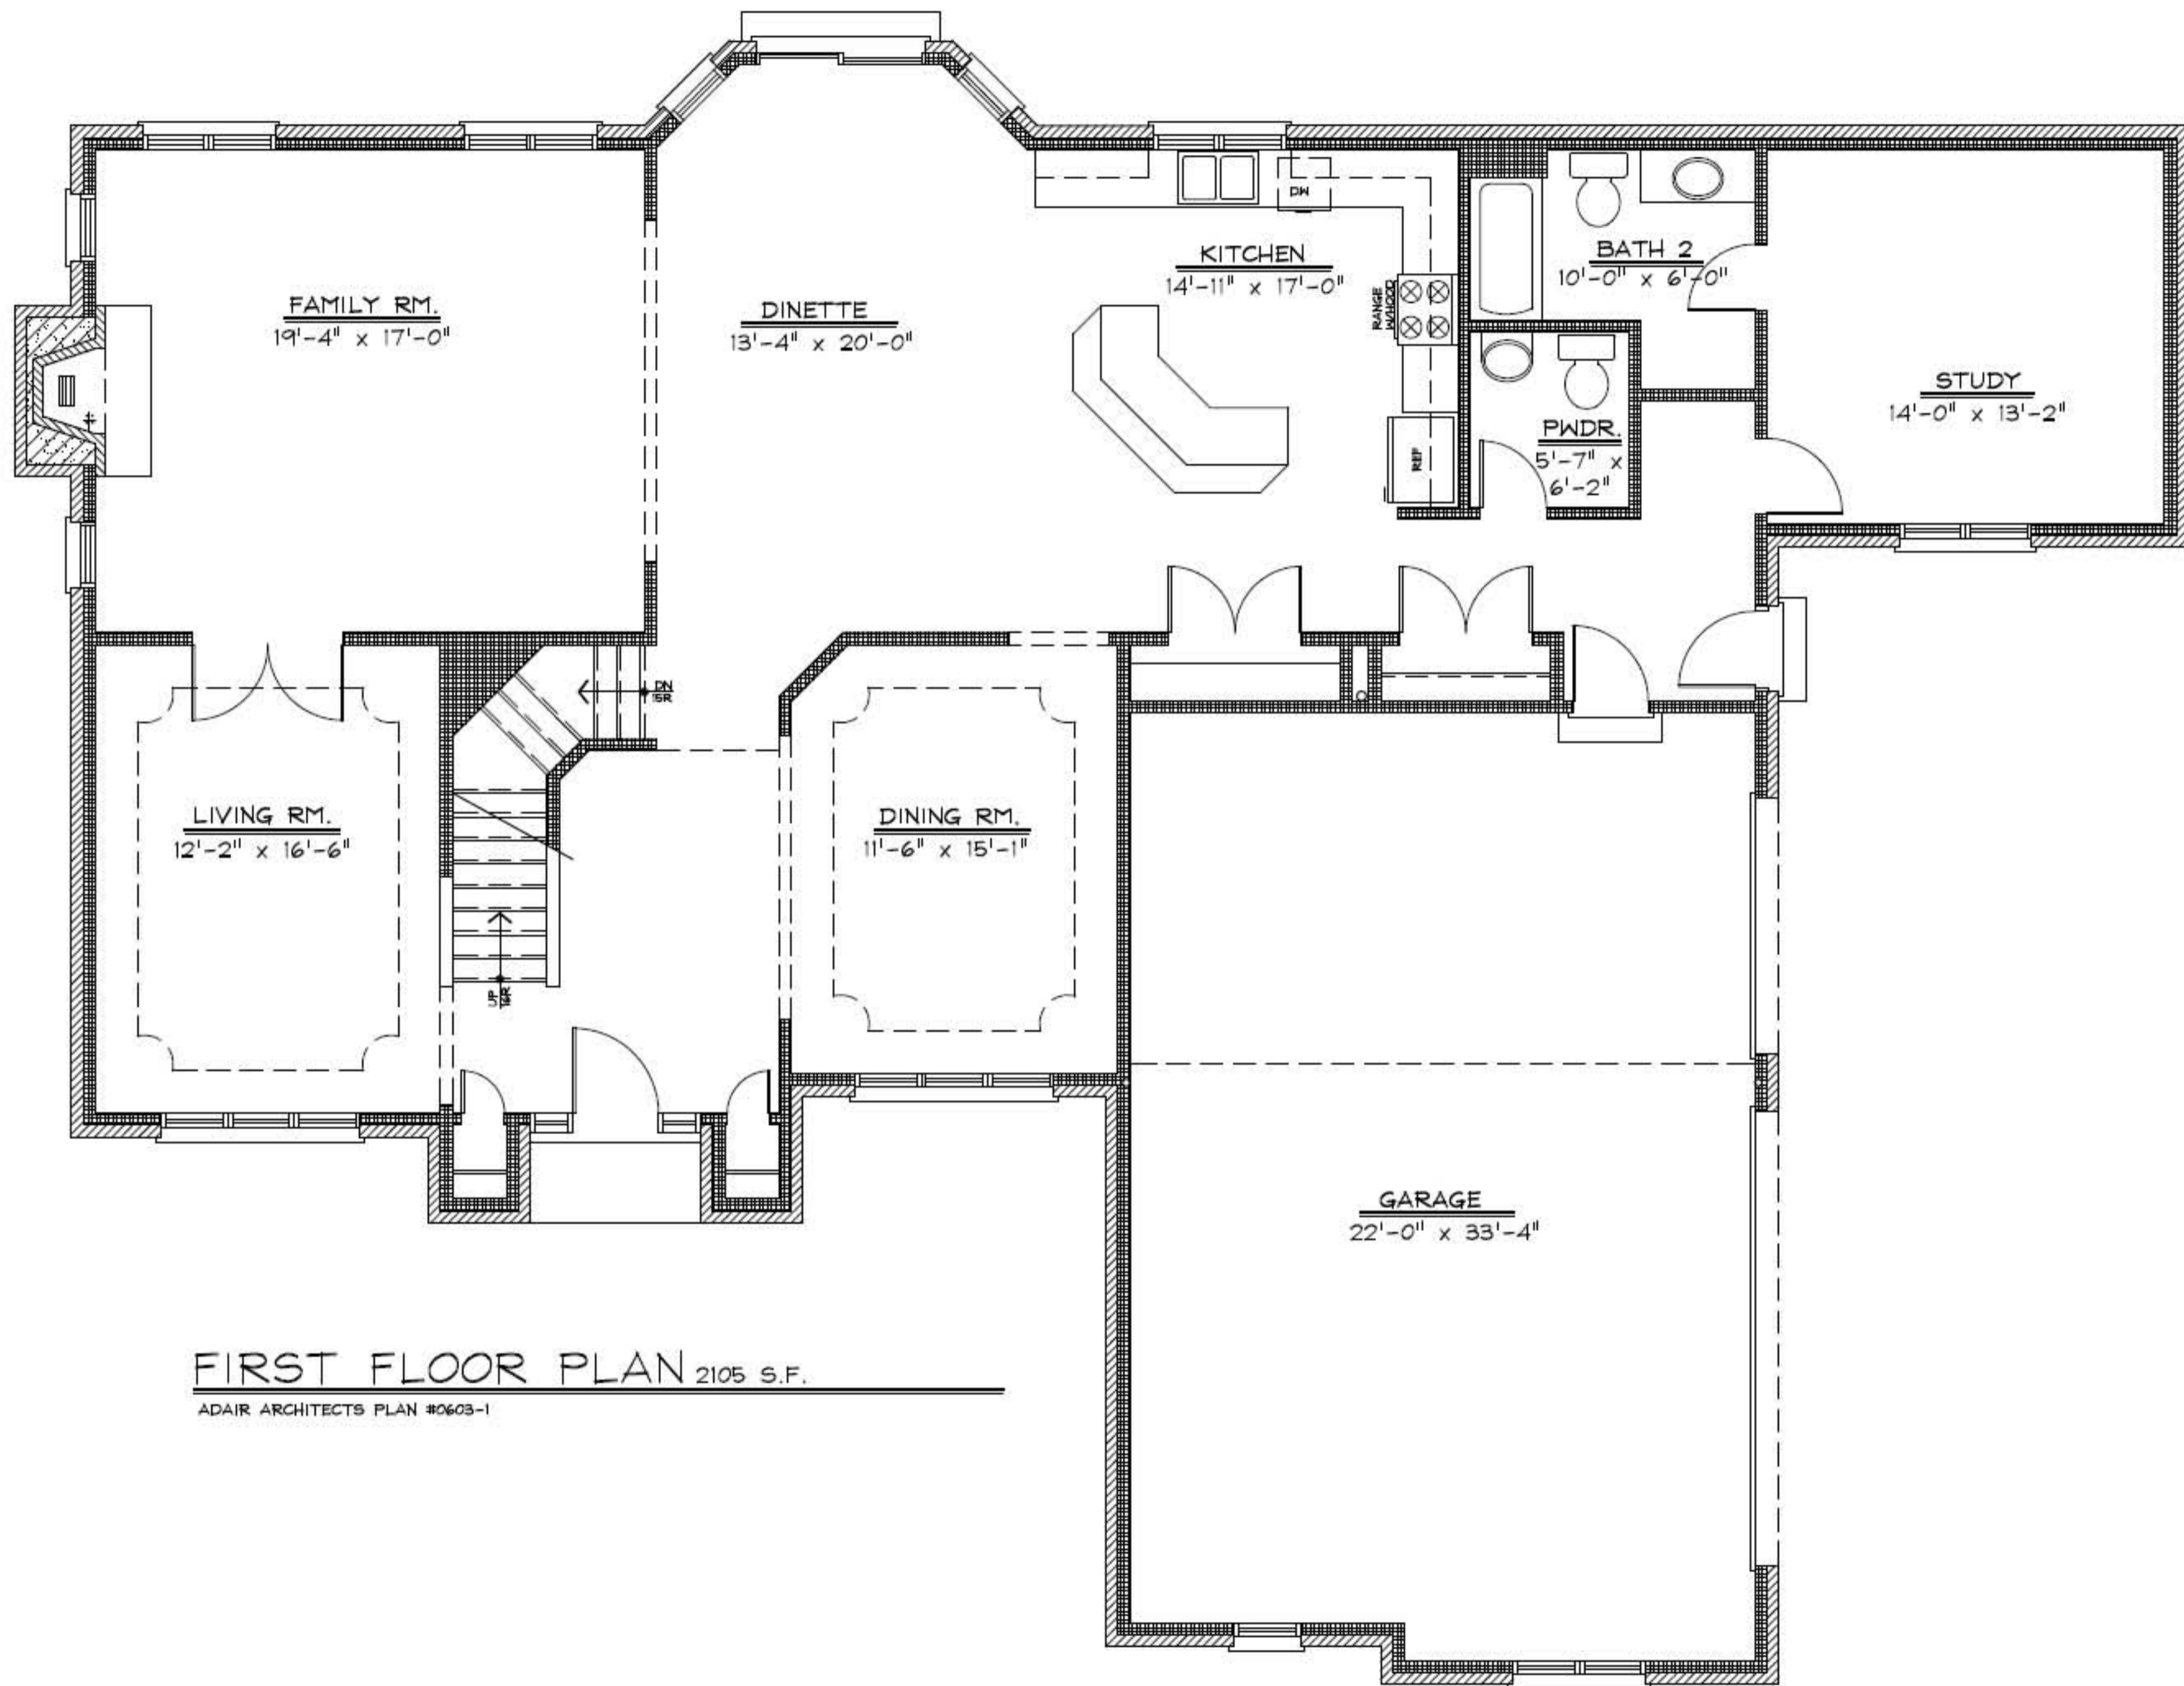 KITCHEN
14'-11" x 17'-0"
DW
BATH 2
10'-0" x 6'-0"
FAMILY RM.
19'-4" x 17'-0"
DINETTE
13'-4" x 20'-0"
RANGE
W/HOOD
STUDY
14'-0" x 13'-2"
PWDR.
5'-7" x
6'-2"
REF
DN
15R
LIVING RM.
12'-2" x 16'-6"
DINING RM.
11'-6" x 15'-1"
UP
16R
GARAGE
22'-0" x 33'-4"
FIRST FLOOR PLAN 2105 S.F.
ADAIR ARCHITECTS PLAN #0603-1